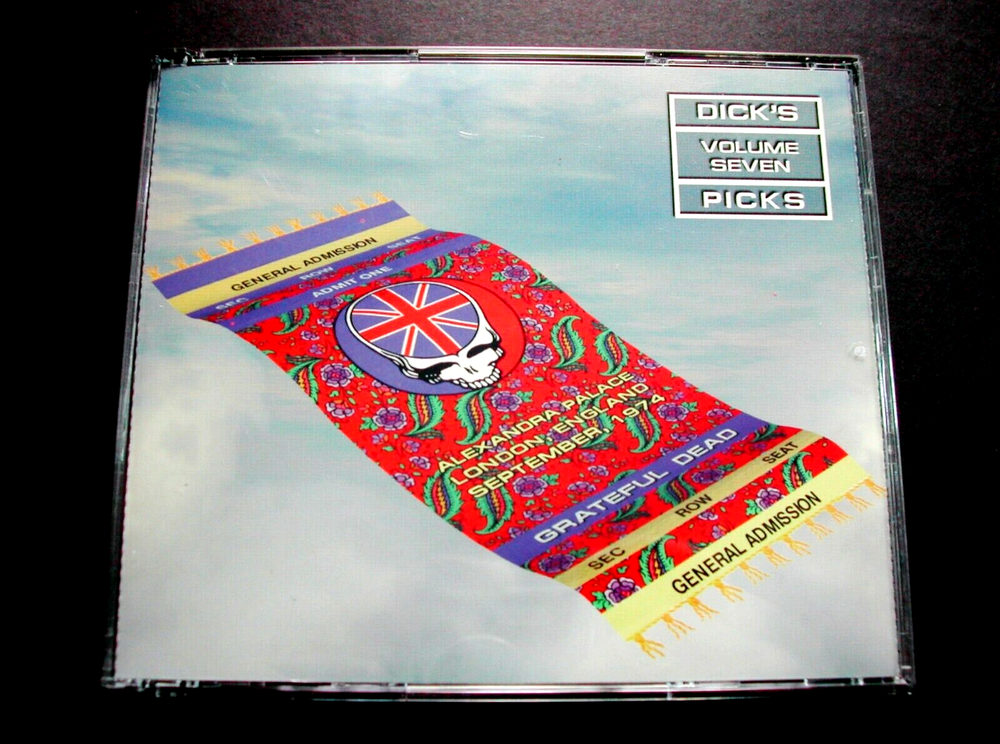 DICK'S
VOLUME
SEVEN
PICKS
GENERAL ADMISSION
SEC ROW SEAT
ADMIT ONE
ALEXANDRA PALACE
LONDON, ENGLAND
SEPTEMBER, 1974
GRATEFUL DEAD
SEC ROW SEAT
GENERAL ADMISSION